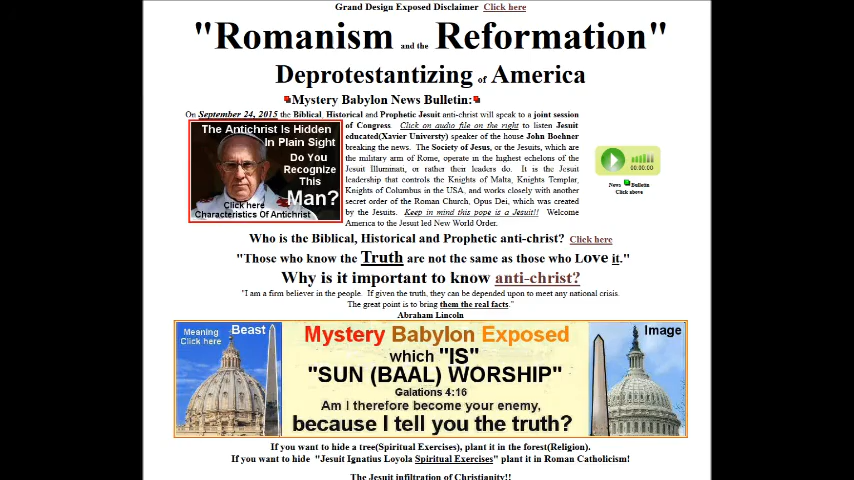 Grand Design Exposed Disclaimer Click here
"Romanism and the Reformation"
Deprotestantizing of America
Mystery Babylon News Bulletin:
On September 24, 2015 the Biblical, Historical and Prophetic Jesuit anti-christ will speak to a joint session
of Congress. Click on audio file on the right to listen Jesuit
educated(Xavier Universty) speaker of the house John Boehner
breaking the news. The Society of Jesus, or the Jesuits, which are
the military arm of Rome, operate in the highest echelons of the
Jesuit Illuminati, or rather their leaders do. It is the Jesuit
leadership that controls the Knights of Malta, Knights Templar,
Knights of Columbus in the USA, and works closely with another
secret order of the Roman Church, Opus Dei, which was created
by the Jesuits. Keep in mind this pope is a Jesuit!! Welcome
America to the Jesuit led New World Order.
The Antichrist Is Hidden
In Plain Sight
Do You
Recognize
This
Man?
Click here
Characteristics Of Antichrist
00:00:00
News Bulletin
Click above
Who is the Biblical, Historical and Prophetic anti-christ? Click here
"Those who know the Truth are not the same as those who Love it."
Why is it important to know anti-christ?
"I am a firm believer in the people. If given the truth, they can be depended upon to meet any national crisis.
The great point is to bring them the real facts."
Abraham Lincoln
Meaning
Click here
Beast
Mystery Babylon Exposed
which "IS"
"SUN (BAAL) WORSHIP"
Galations 4:16
Am I therefore become your enemy,
because I tell you the truth?
Image
If you want to hide a tree(Spiritual Exercises), plant it in the forest(Religion).
If you want to hide "Jesuit Ignatius Loyola Spiritual Exercises" plant it in Roman Catholicism!
The Jesuit infiltration of Christianity!!